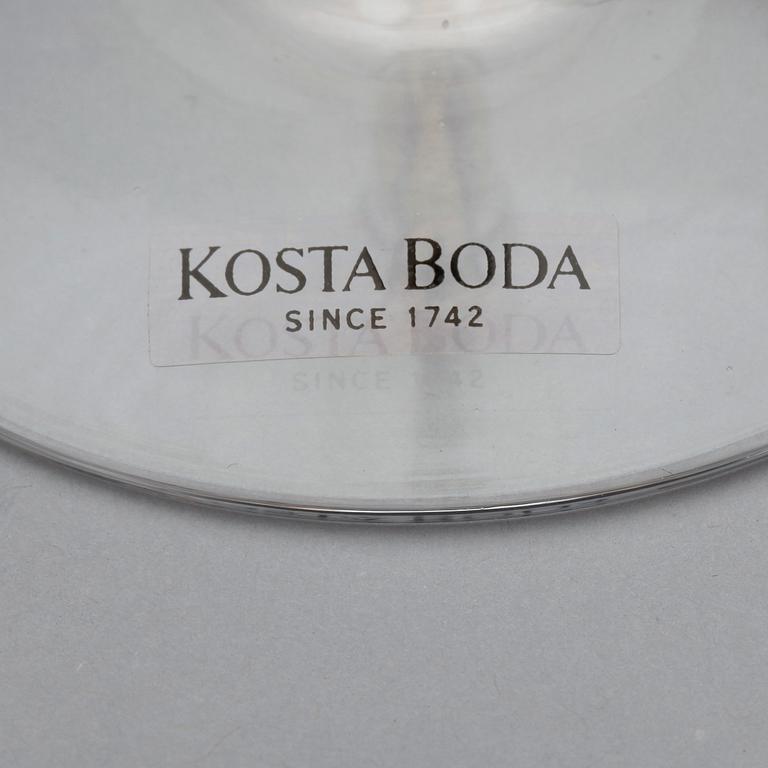 KOSTA BODA
SINCE 1742